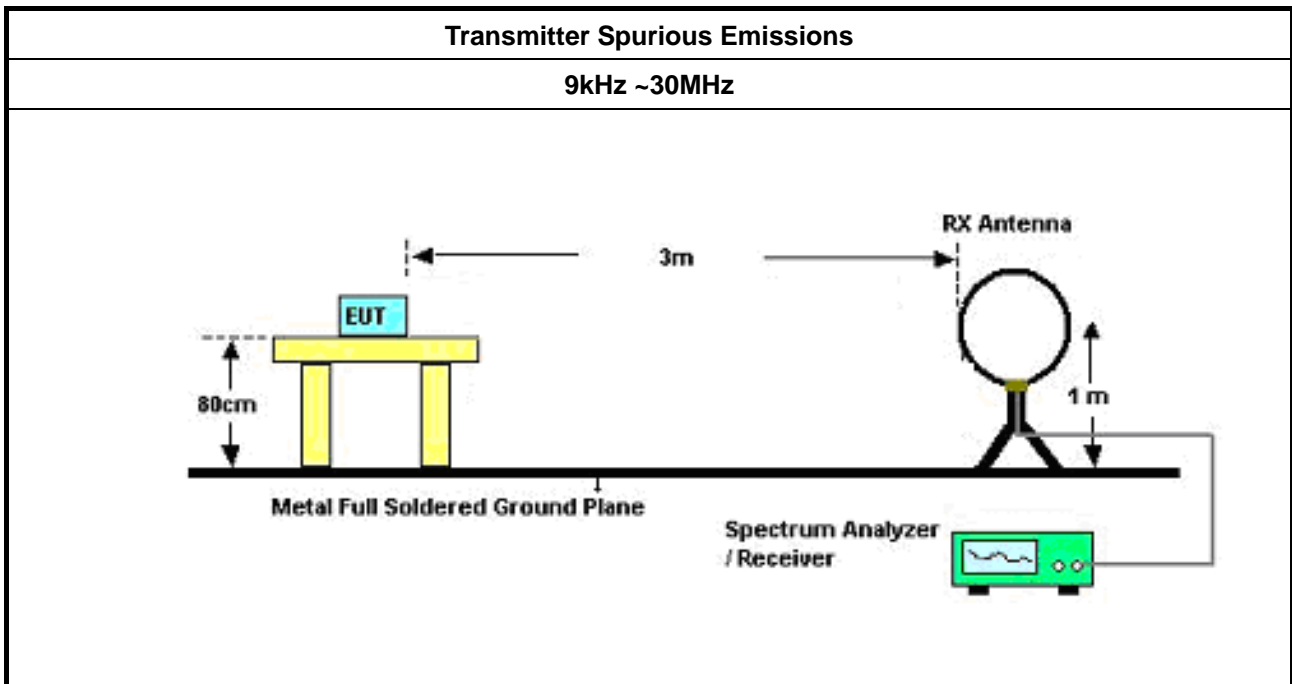 Transmitter Spurious Emissions
9kHz ~30MHz
RX Antenna
3m
EUT
80cm
1 m
Metal Full Soldered Ground Plane
Spectrum Analyzer
/ Receiver